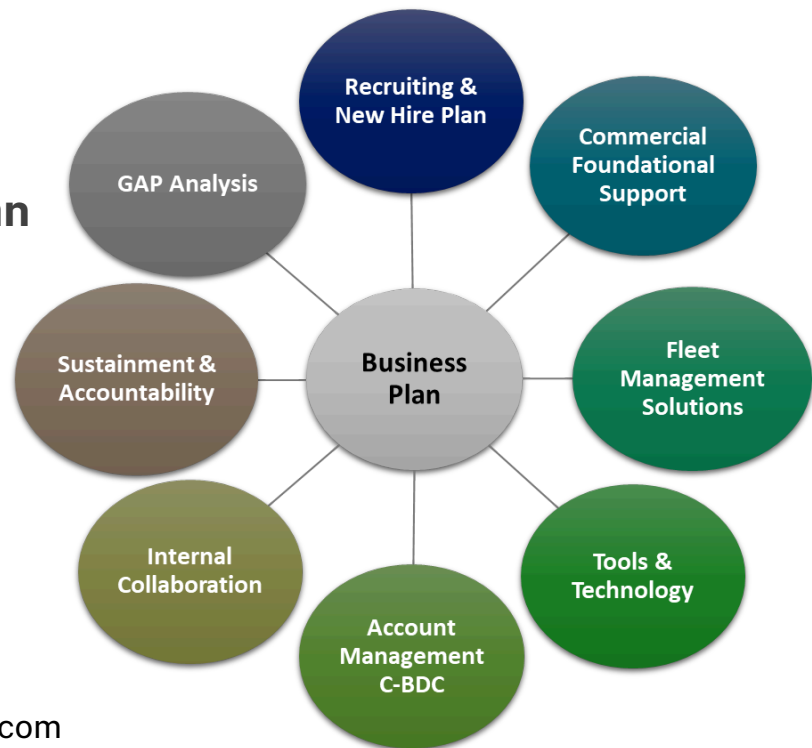 Recruiting &
New Hire Plan
Commercial
Foundational
Support
GAP Analysis
an
Fleet
Management
Solutions
Business
Plan
Sustainment &
Accountability
Tools &
Technology
Internal
Collaboration
Account
Management
C-BDC
.com